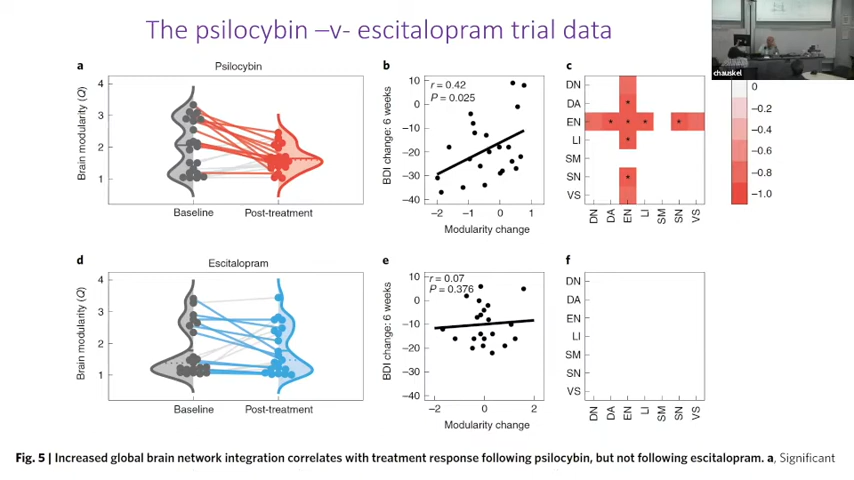 The psilocybin –v- escitalopram trial data
chauskel
a
Psilocybin
Brain modularity (Q)
4
3
2
1
Baseline
Post-treatment
b
r = 0.42
P = 0.025
BDI change: 6 weeks
10
0
−10
−20
−30
−40
−2
−1
0
1
Modularity change
c
DN
DA
EN
LI
SM
SN
VS
DN
DA
EN
LI
SM
SN
VS
0
−0.2
−0.4
−0.6
−0.8
−1.0
d
Escitalopram
Brain modularity (Q)
4
3
2
1
Baseline
Post-treatment
e
r = 0.07
P = 0.376
BDI change: 6 weeks
10
0
−10
−20
−30
−40
−2
0
2
Modularity change
f
DN
DA
EN
LI
SM
SN
VS
DN
DA
EN
LI
SM
SN
VS
Fig. 5 | Increased global brain network integration correlates with treatment response following psilocybin, but not following escitalopram. a, Significant